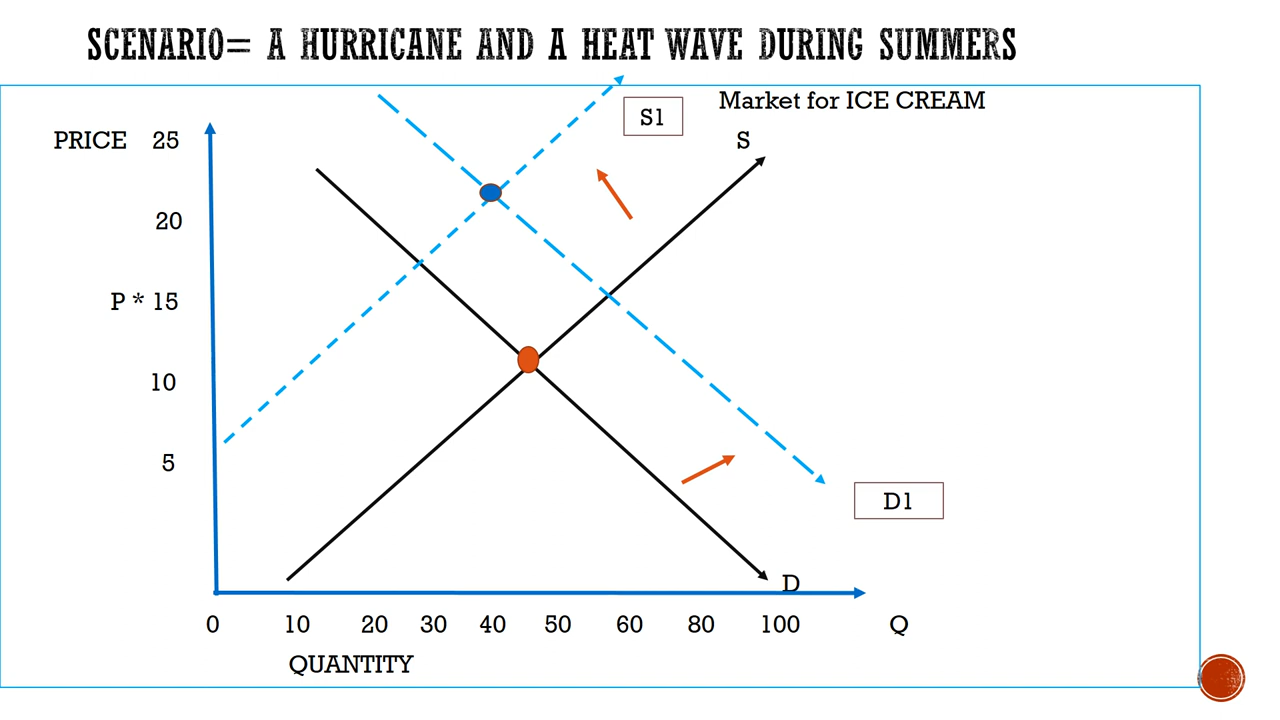 SCENARIO= A HURRICANE AND A HEAT WAVE DURING SUMMERS
Market for ICE CREAM
S1
PRICE 25
S
20
P * 15
10
5
D1
D
0 10 20 30 40 50 60 80 100 Q
QUANTITY